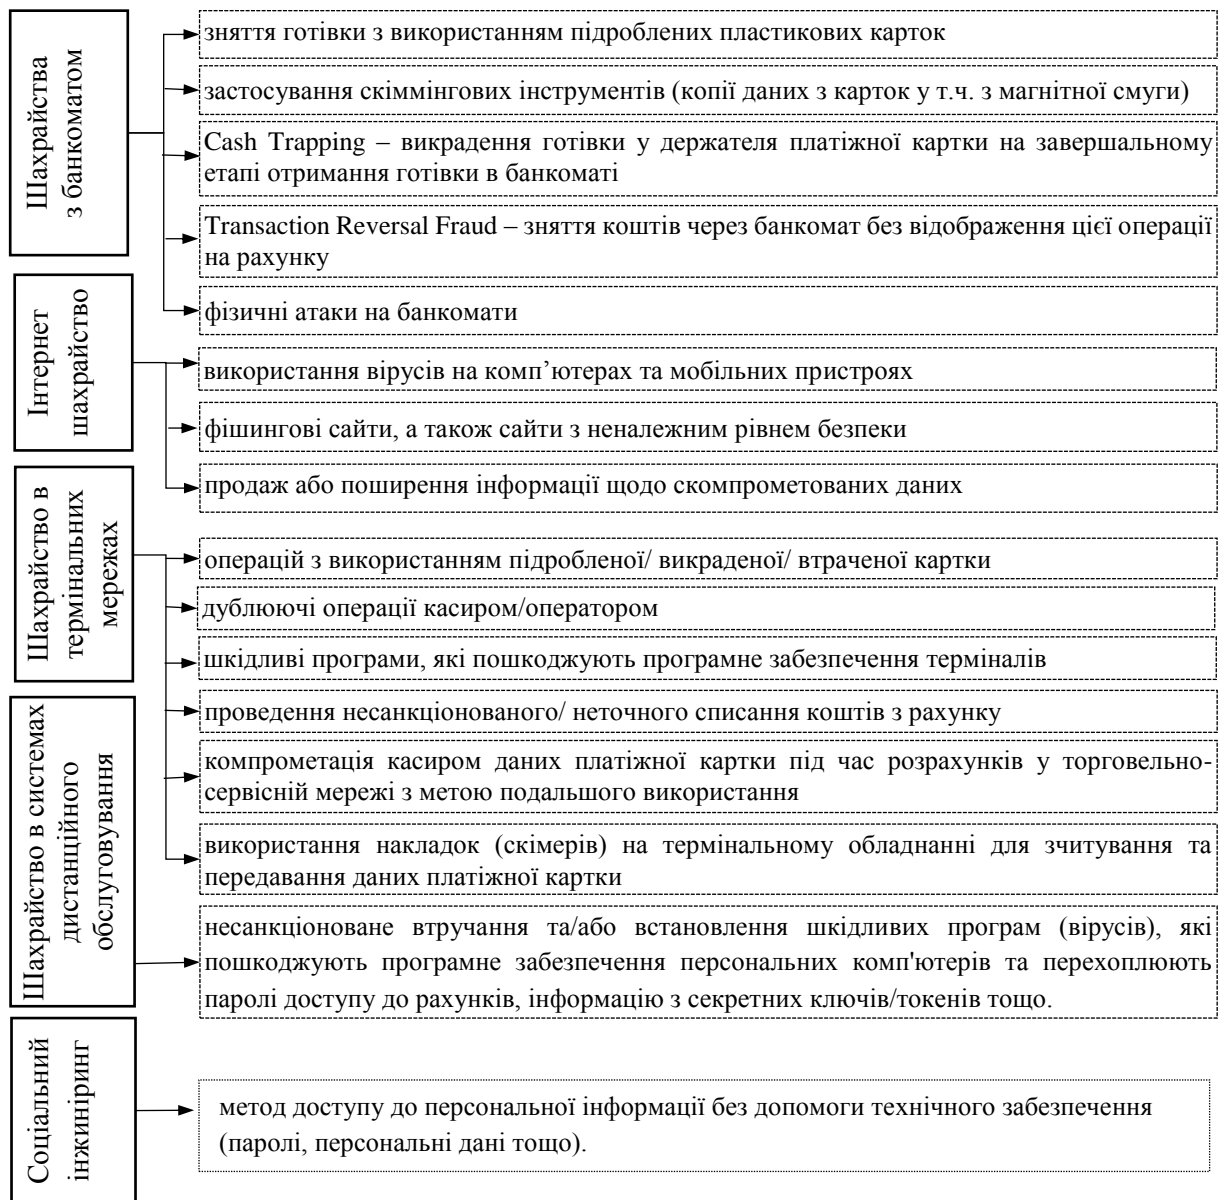 Шахрайства
з банкоматом
зняття готівки з використанням підроблених пластикових карток
застосування скіммінгових інструментів (копії даних з карток у т.ч. з магнітної смуги)
Cash Trapping – викрадення готівки у держателя платіжної картки на завершальному
етапі отримання готівки в банкоматі
Transaction Reversal Fraud – зняття коштів через банкомат без відображення цієї операції
на рахунку
фізичні атаки на банкомати
Інтернет
шахрайство
використання вірусів на комп’ютерах та мобільних пристроях
фішингові сайти, а також сайти з неналежним рівнем безпеки
продаж або поширення інформації щодо скомпрометованих даних
Шахрайство в
термінальних
мережах
операцій з використанням підробленої/ викраденої/ втраченої картки
дублюючі операції касиром/оператором
шкідливі програми, які пошкоджують програмне забезпечення терміналів
проведення несанкціонованого/ неточного списання коштів з рахунку
компрометація касиром даних платіжної картки під час розрахунків у торговельно-
сервісній мережі з метою подальшого використання
використання накладок (скімерів) на термінальному обладнанні для зчитування та
передавання даних платіжної картки
Шахрайство в системах
дистанційного
обслуговування
несанкціоноване втручання та/або встановлення шкідливих програм (вірусів), які
пошкоджують програмне забезпечення персональних комп'ютерів та перехоплюють
паролі доступу до рахунків, інформацію з секретних ключів/токенів тощо.
Соціальний
інжиніринг
метод доступу до персональної інформації без допомоги технічного забезпечення
(паролі, персональні дані тощо).